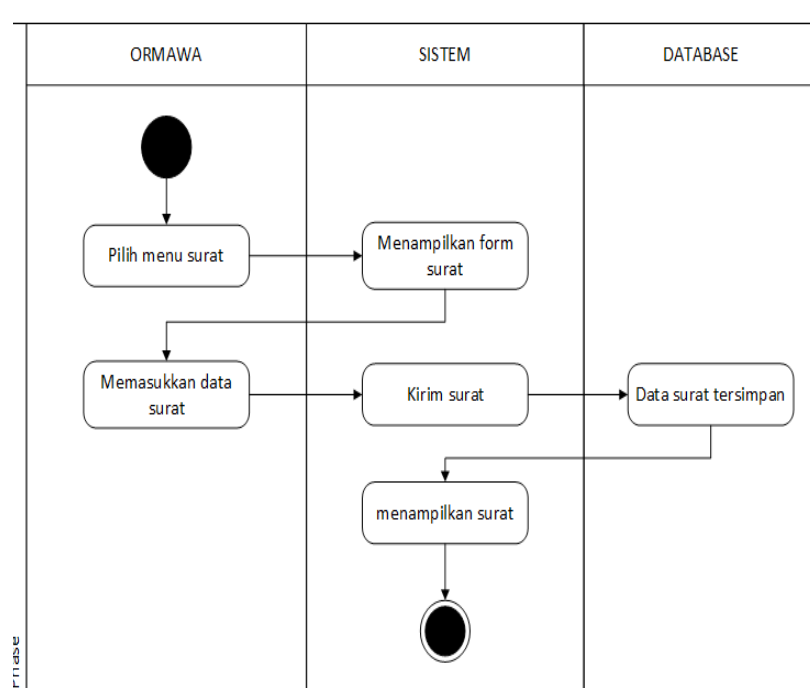 ORMAWA
SISTEM
DATABASE
Pilih menu surat
Menampilkan form
surat
Memasukkan data
surat
Kirim surat
Data surat tersimpan
menampilkan surat
Phase